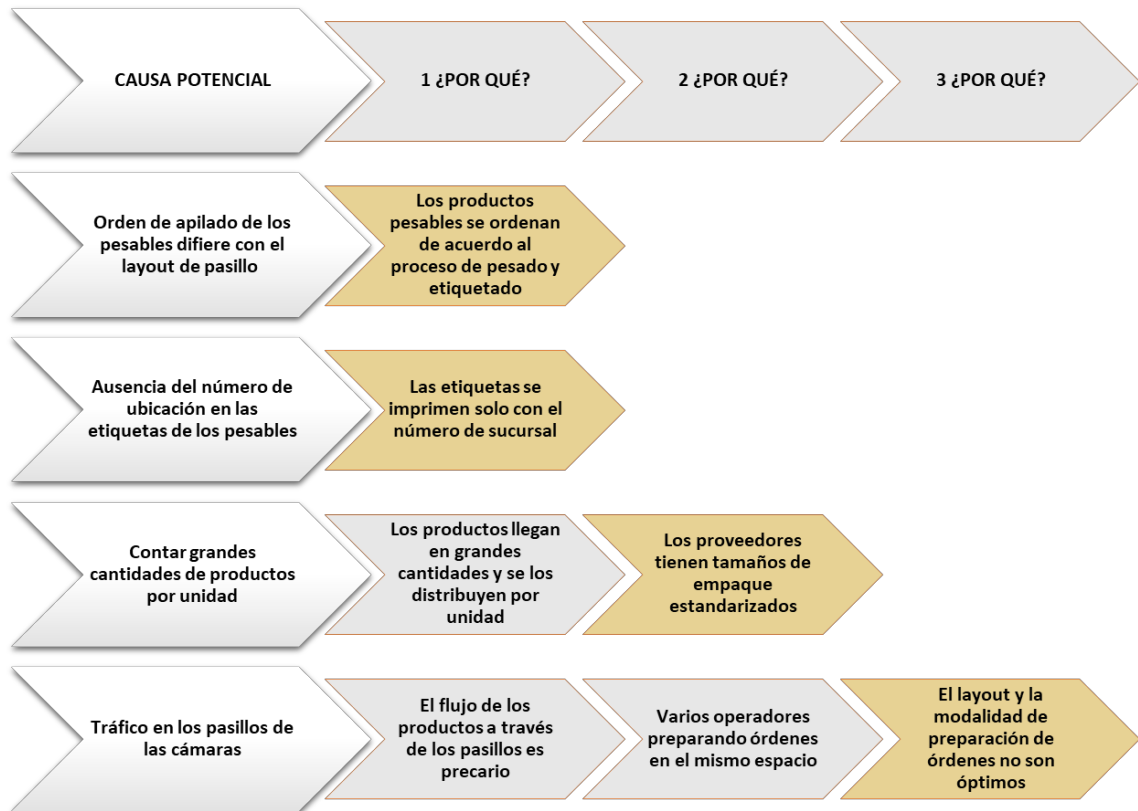 CAUSA POTENCIAL
1 ¿POR QUÉ?
2 ¿POR QUÉ?
3 ¿POR QUÉ?
Orden de apilado de los
pesables difiere con el
layout de pasillo
Los productos
pesables se ordenan
de acuerdo al
proceso de pesado y
etiquetado
Ausencia del número de
ubicación en las
etiquetas de los pesables
Las etiquetas se
imprimen solo con el
número de sucursal
Contar grandes
cantidades de productos
por unidad
Los productos llegan
en grandes
cantidades y se los
distribuyen por
unidad
Los proveedores
tienen tamaños de
empaque
estandarizados
Tráfico en los pasillos de
las cámaras
El flujo de los
productos a través
de los pasillos es
precario
Varios operadores
preparando órdenes
en el mismo espacio
El layout y la
modalidad de
preparación de
órdenes no son
óptimos